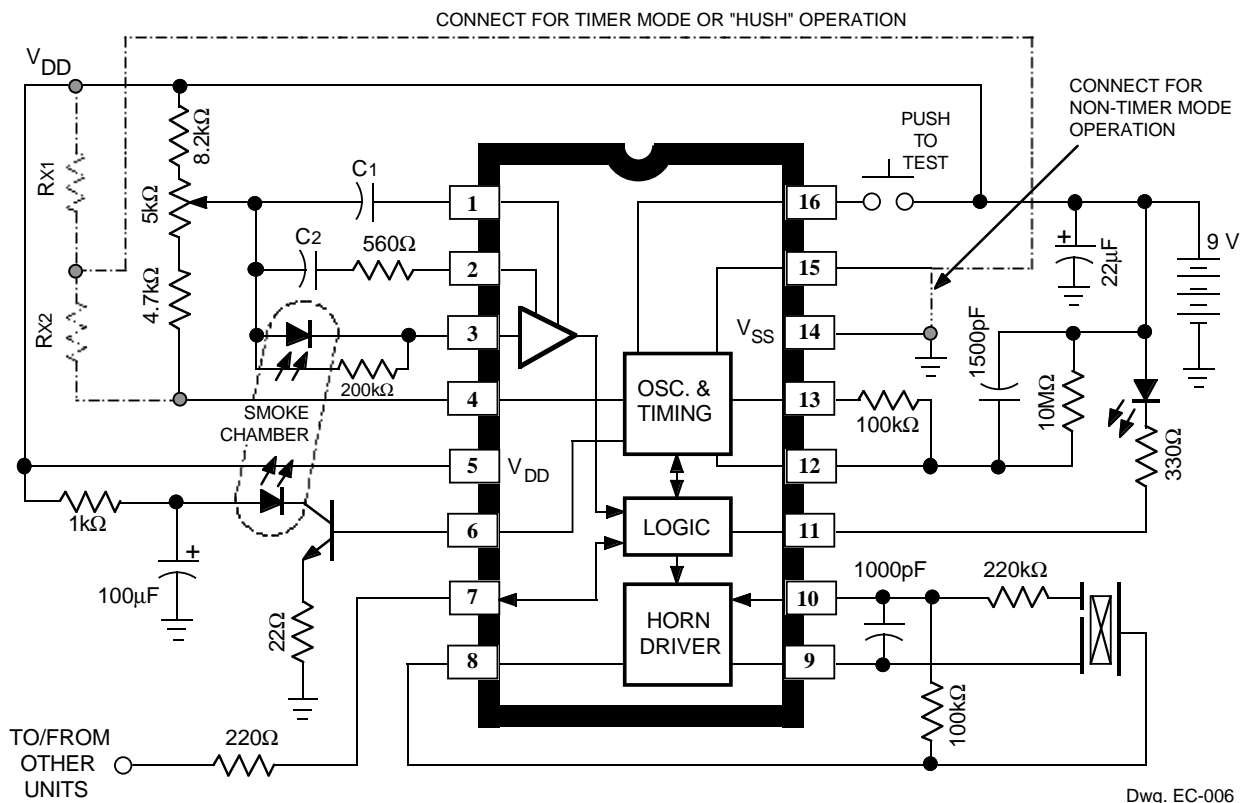 CONNECT FOR TIMER MODE OR "HUSH" OPERATION
VDD
CONNECT FOR
NON-TIMER MODE
OPERATION
PUSH
TO
TEST
RX1
8.2kΩ
5kΩ
C1
1
16
9 V
C2
560Ω
2
15
22µF
+
RX2
4.7kΩ
3
VSS
14
1500pF
200kΩ
OSC. &
TIMING
10MΩ
4
13
100kΩ
SMOKE
CHAMBER
330Ω
5
VDD
12
1kΩ
6
LOGIC
11
+
100µF
1000pF
220kΩ
7
10
22Ω
HORN
DRIVER
8
9
100kΩ
TO/FROM
OTHER
UNITS
220Ω
Dwg. EC-006